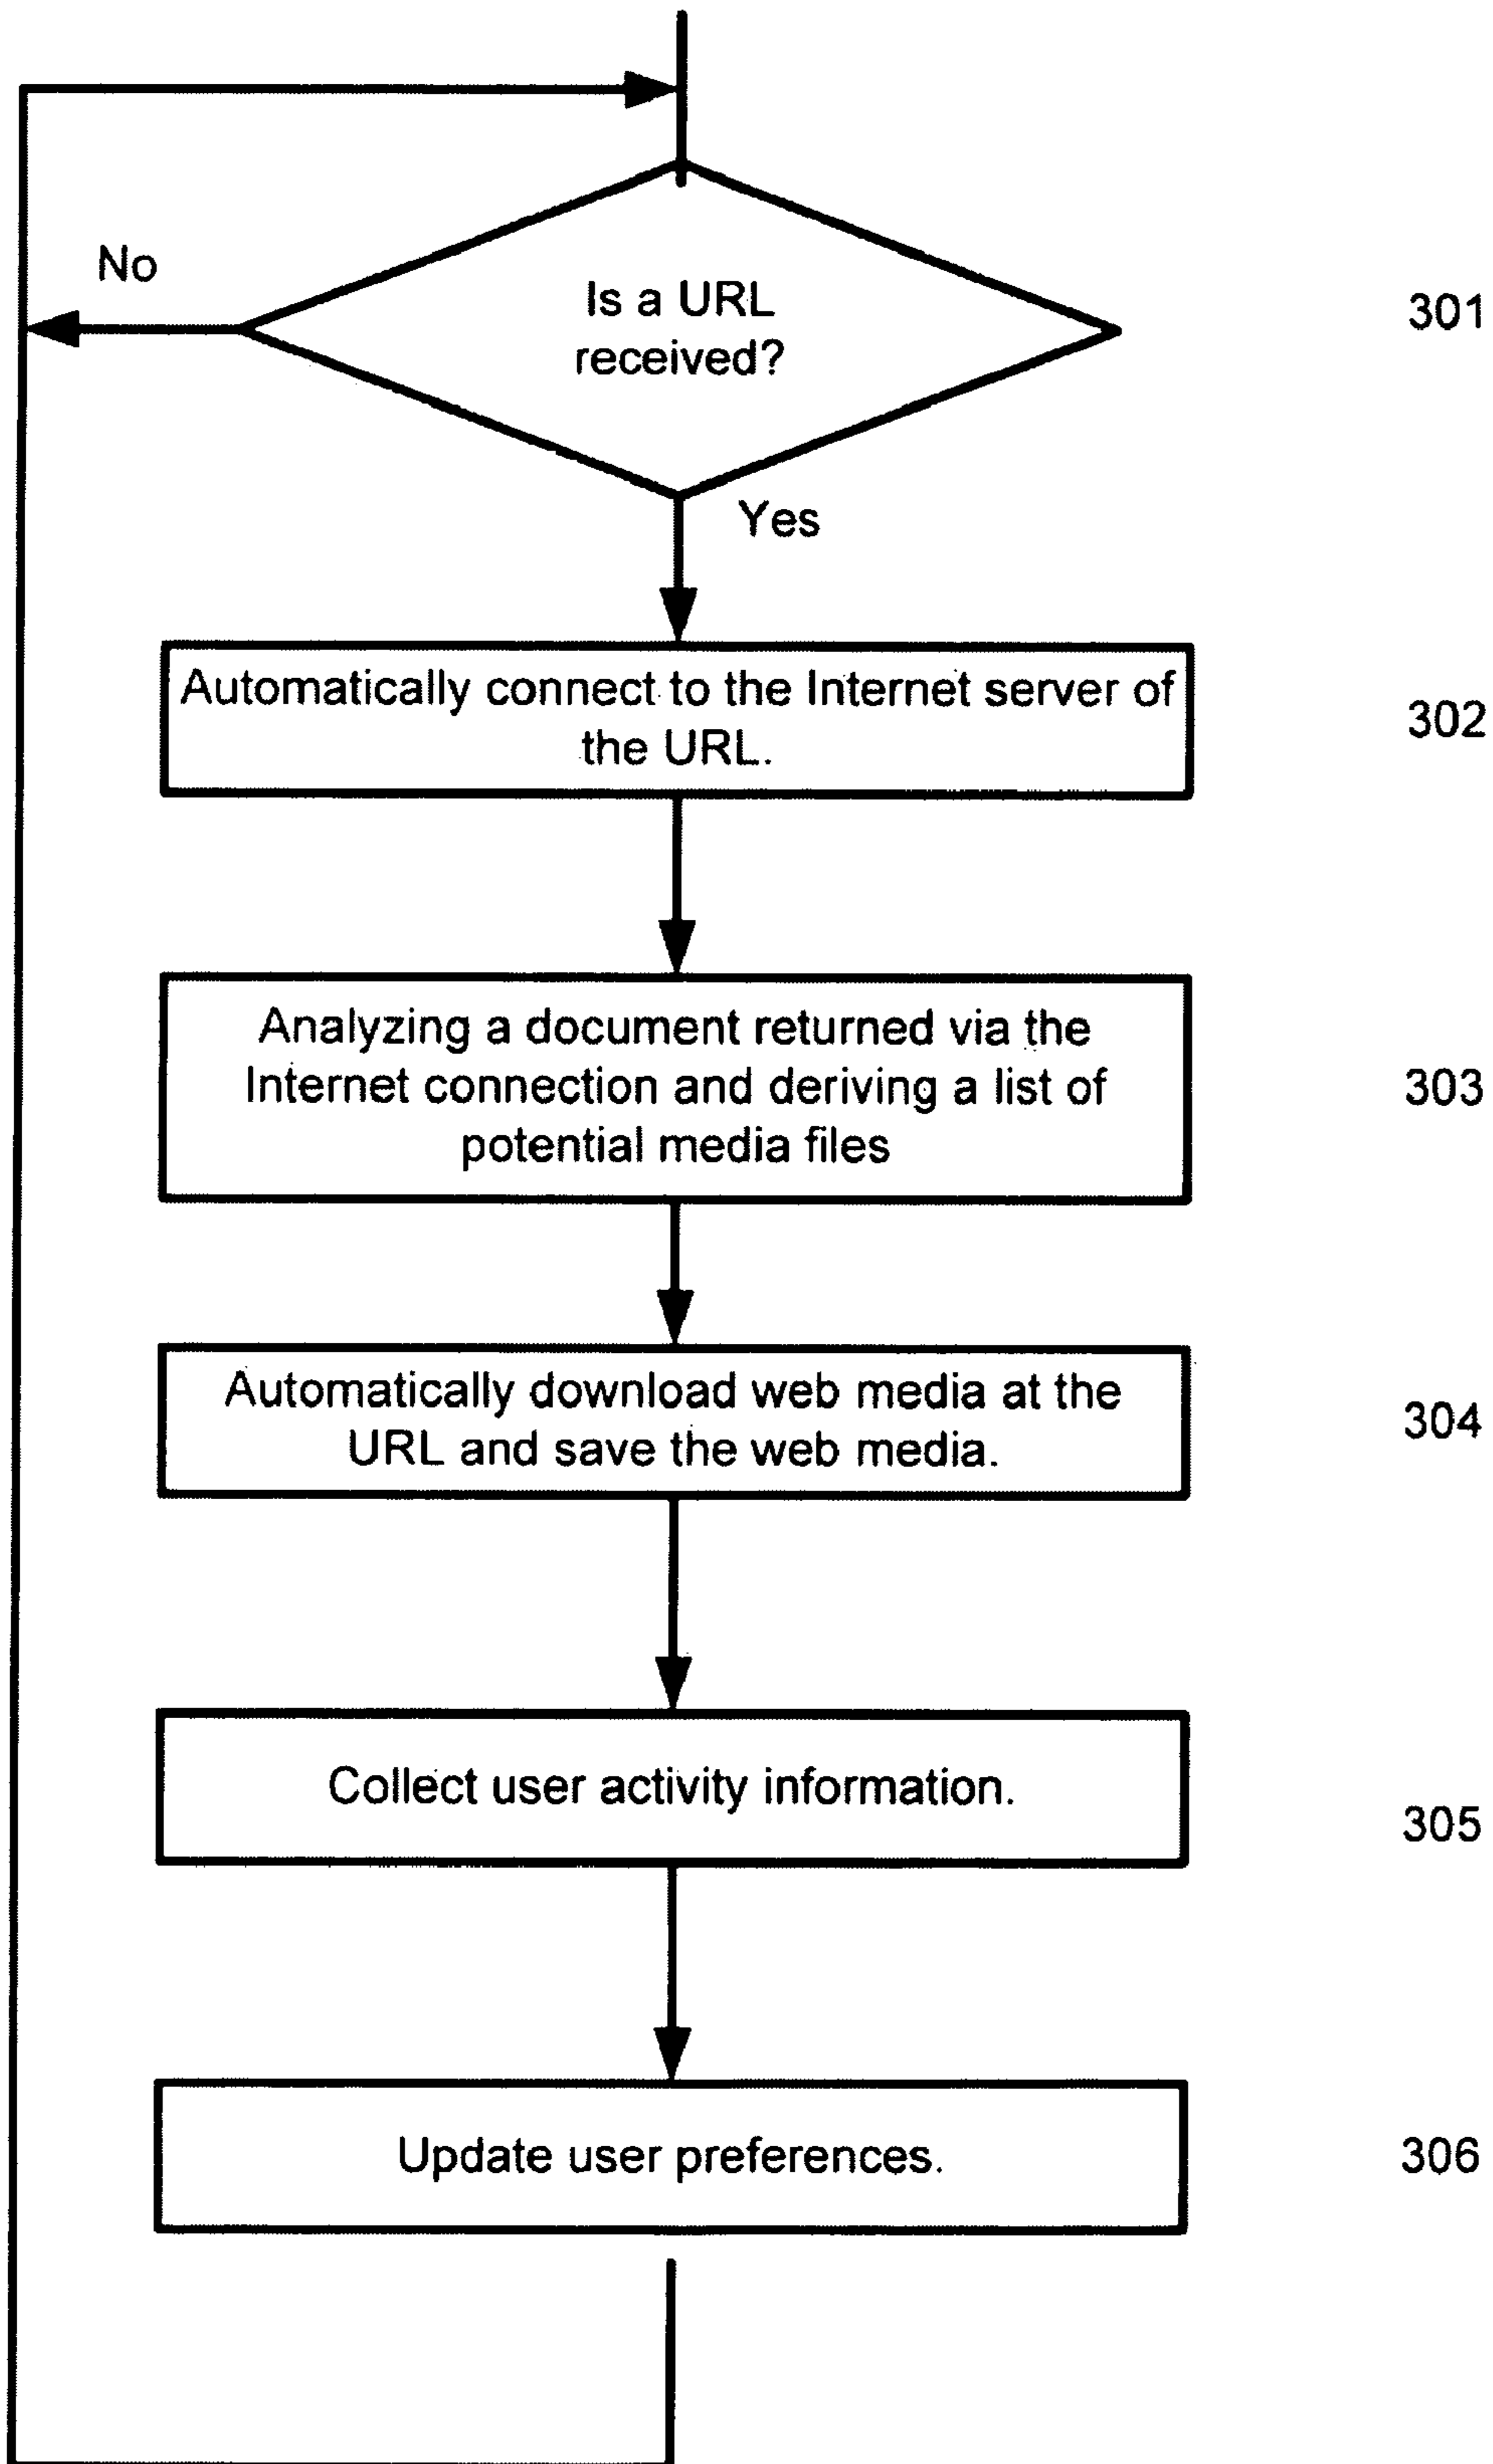 No
Is a URL
received?
301
Yes
Automatically connect to the Internet server of
the URL.
302
Analyzing a document returned via the
Internet connection and deriving a list of
potential media files
303
Automatically download web media at the
URL and save the web media.
304
Collect user activity information.
305
Update user preferences.
306